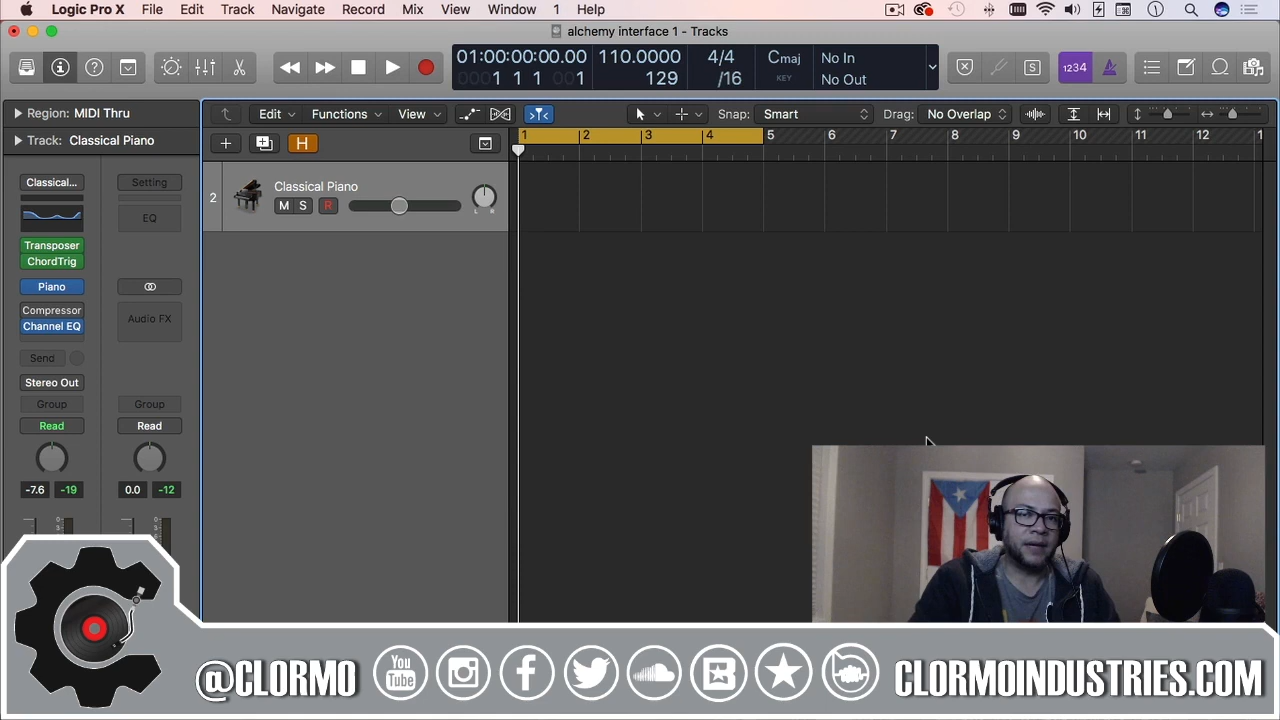 Logic Pro X File Edit Track Navigate Record Mix View Window 1 Help
alchemy interface 1 - Tracks
01:00:00:00.00 110.0000 4/4 Cmaj No In
1 1 1 001 129 /16 KEY No Out
1234
Region: MIDI Thru
Edit Functions View Snap: Smart Drag: No Overlap
Track: Classical Piano
H
1 2 3 4 5 6 7 8 9 10 11 12 1
Classical... Setting
2 Classical Piano
M S R
L R
EQ
Transposer
ChordTrig
Piano
Compressor
Channel EQ
Audio FX
Send
Stereo Out
Group Group
Read Read
-7.6 -19 0.0 -12
@CLORMO You Tube CLORMOINDUSTRIES.COM